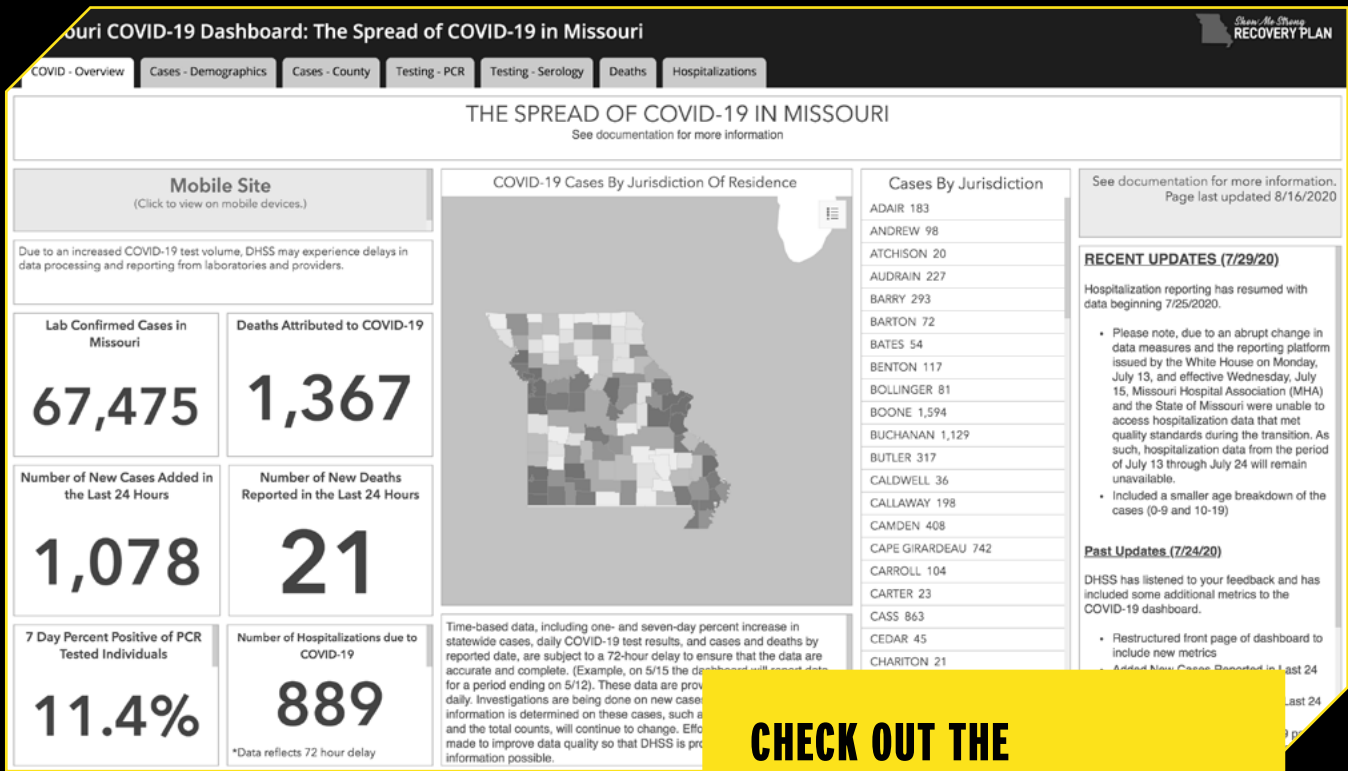 COVID-19 Dashboard: The Spread of COVID-19 in Missouri
Show Me Strong
RECOVERY PLAN
COVID - Overview
Cases - Demographics
Cases - County
Testing - PCR
Testing - Serology
Deaths
Hospitalizations
THE SPREAD OF COVID-19 IN MISSOURI
See documentation for more information
Mobile Site
(Click to view on mobile devices.)
Due to an increased COVID-19 test volume, DHSS may experience delays in
data processing and reporting from laboratories and providers.
Lab Confirmed Cases in
Missouri
67,475
Deaths Attributed to COVID-19
1,367
Number of New Cases Added in
the Last 24 Hours
1,078
Number of New Deaths
Reported in the Last 24 Hours
21
7 Day Percent Positive of PCR
Tested Individuals
11.4%
Number of Hospitalizations due to
COVID-19
889
*Data reflects 72 hour delay
COVID-19 Cases By Jurisdiction Of Residence
Time-based data, including one- and seven-day percent increase in
statewide cases, daily COVID-19 test results, and cases and deaths by
reported date, are subject to a 72-hour delay to ensure that the data are
accurate and complete. (Example, on 5/15 the dashboard will report data
for a period ending on 5/12). These data are
daily. Investigations are being done on new
information is determined on these cases, such
and the total counts, will continue to change.
made to improve data quality so that DHSS is
information possible.
Cases By Jurisdiction
ADAIR 183
ANDREW 98
ATCHISON 20
AUDRAIN 227
BARRY 293
BARTON 72
BATES 54
BENTON 117
BOLLINGER 81
BOONE 1,594
BUCHANAN 1,129
BUTLER 317
CALDWELL 36
CALLAWAY 198
CAMDEN 408
CAPE GIRARDEAU 742
CARROLL 104
CARTER 23
CASS 863
CEDAR 45
CHARITON 21
See documentation for more information.
Page last updated 8/16/2020
RECENT UPDATES (7/29/20)
Hospitalization reporting has resumed with
data beginning 7/25/2020.
• Please note, due to an abrupt change in
data measures and the reporting platform
issued by the White House on Monday,
July 13, and effective Wednesday, July
15, Missouri Hospital Association (MHA)
and the State of Missouri were unable to
access hospitalization data that met
quality standards during the transition. As
such, hospitalization data from the period
of July 13 through July 24 will remain
unavailable.
• Included a smaller age breakdown of the
cases (0-9 and 10-19)
Past Updates (7/24/20)
DHSS has listened to your feedback and has
included some additional metrics to the
COVID-19 dashboard.
• Restructured front page of dashboard to
include new metrics
• Added New Cases Reported in Last 24
Last 24
CHECK OUT THE